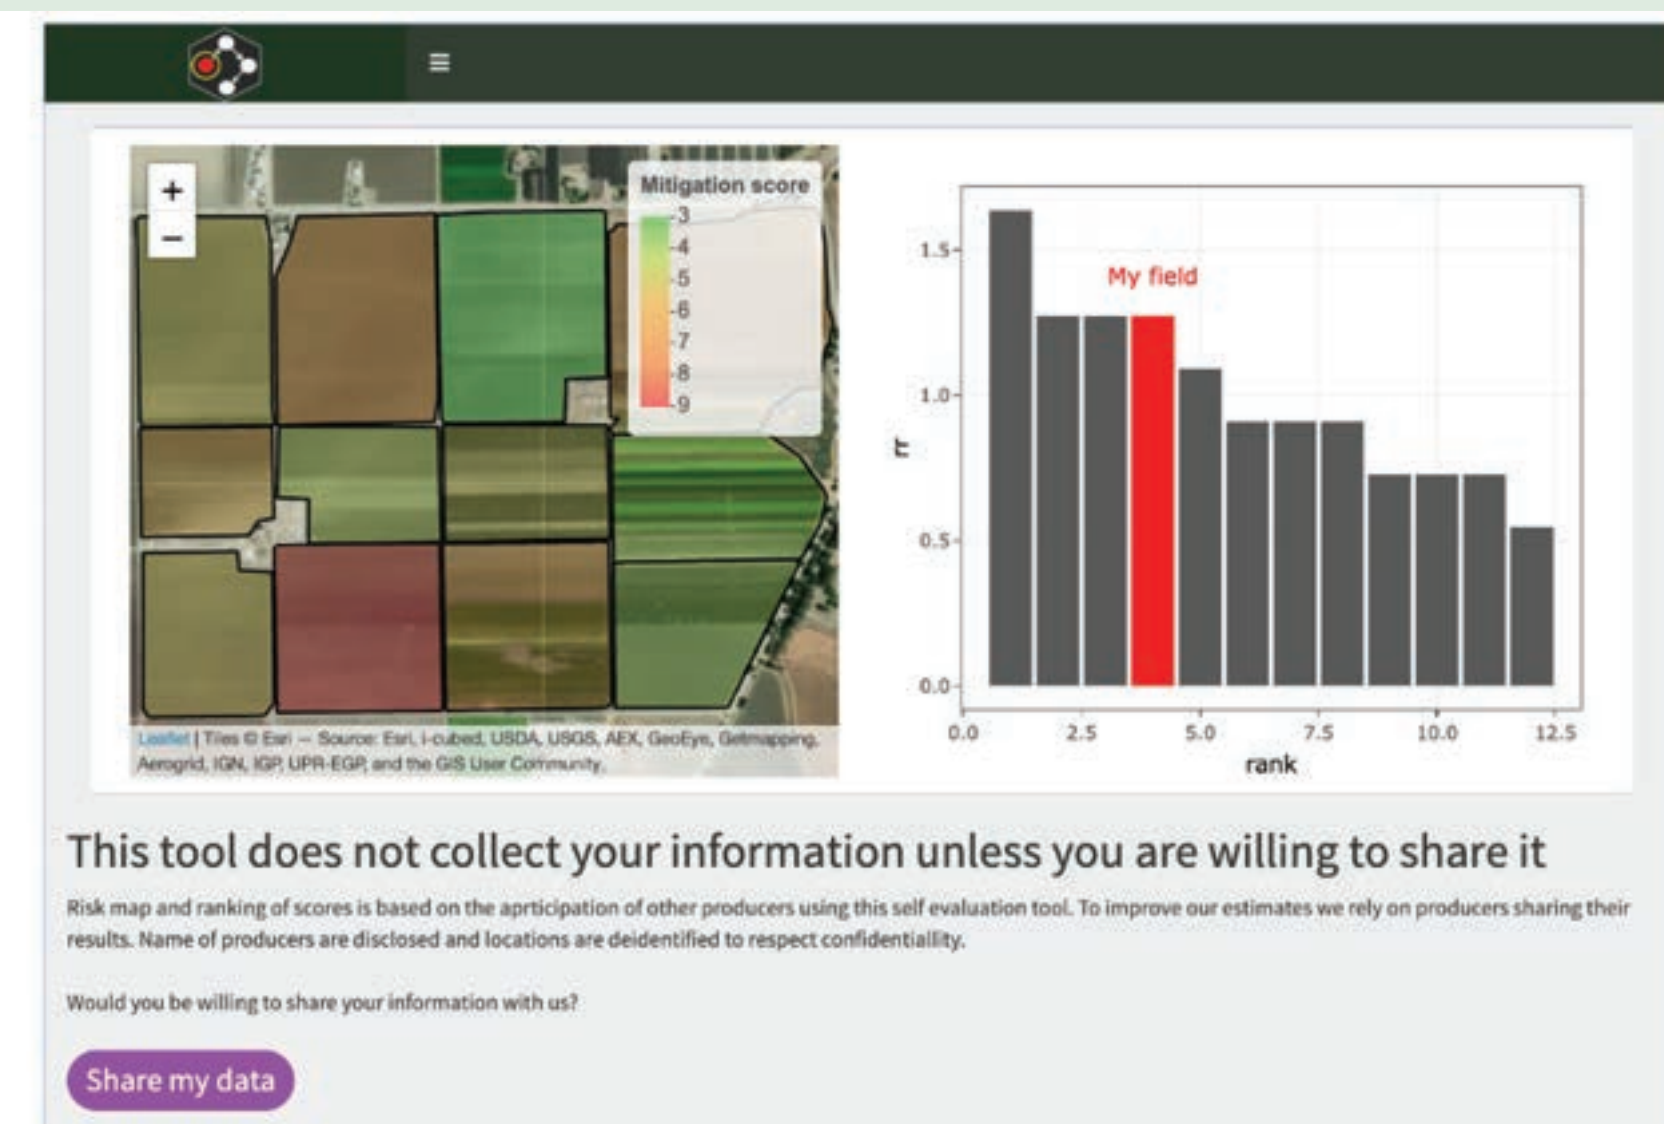 +
−
Mitigation score
3
4
5
6
7
8
9
Leaflet | Tiles © Esri — Source: Esri, i-cubed, USDA, USGS, AEX, GeoEye, Getmapping,
Aerogrid, IGN, IGP, UPR-EGP, and the GIS User Community,
My field
1.5
1.0
0.5
0.0
rr
0.0 2.5 5.0 7.5 10.0 12.5
rank
This tool does not collect your information unless you are willing to share it
Risk map and ranking of scores is based on the aprticipation of other producers using this self evaluation tool. To improve our estimates we rely on producers sharing their
results. Name of producers are disclosed and locations are deidentified to respect confidentiallity.
Would you be willing to share your information with us?
Share my data